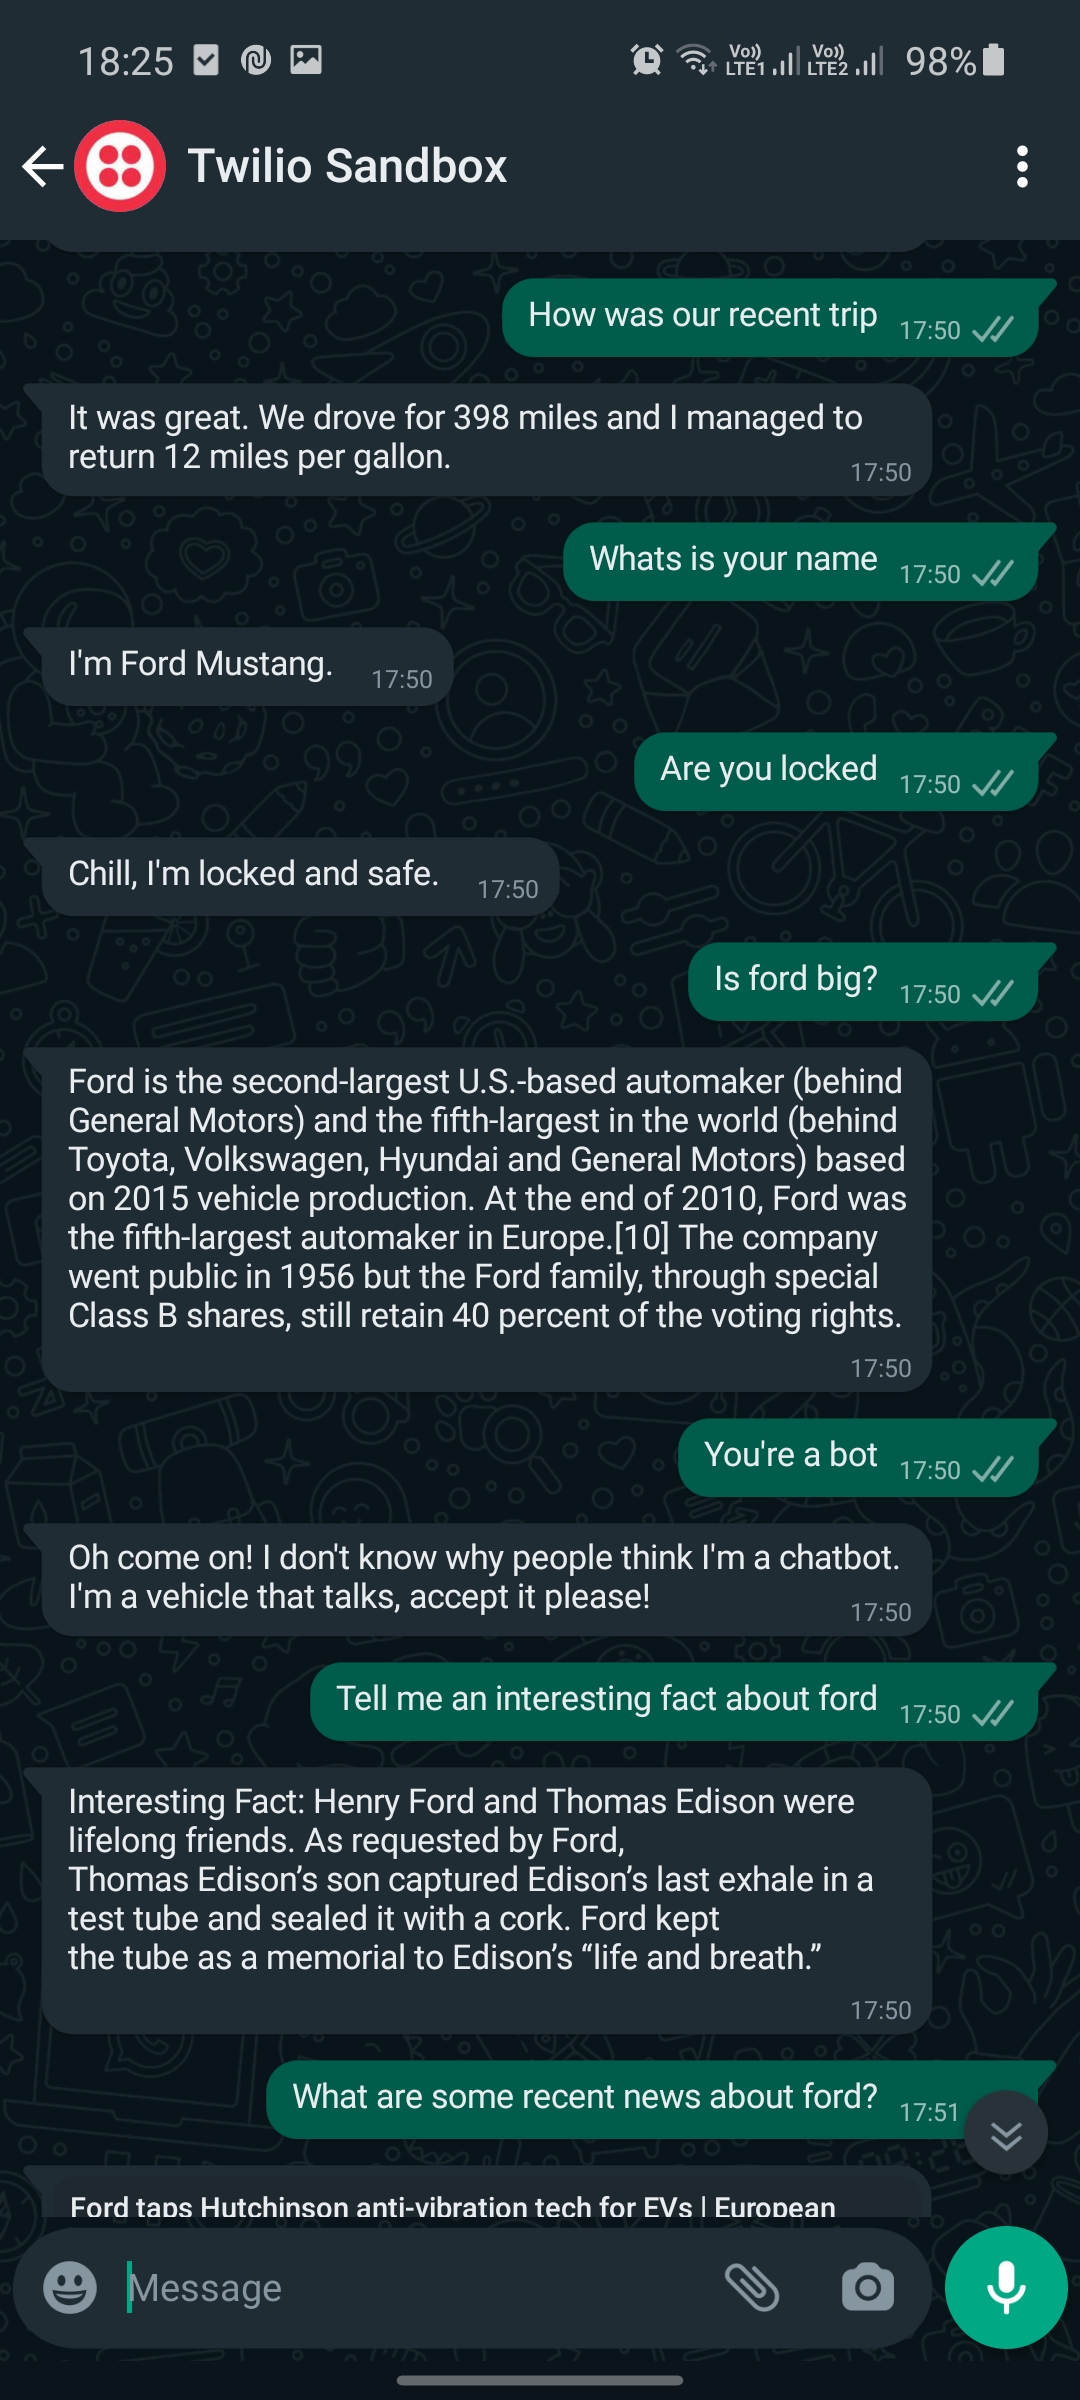 18:25
Vo)) LTE1 Vo)) LTE2 98%
Twilio Sandbox
How was our recent trip
17:50
It was great. We drove for 398 miles and I managed to
return 12 miles per gallon.
17:50
Whats is your name
17:50
I'm Ford Mustang.
17:50
Are you locked
17:50
Chill, I'm locked and safe.
17:50
Is ford big?
17:50
Ford is the second-largest U.S.-based automaker (behind
General Motors) and the fifth-largest in the world (behind
Toyota, Volkswagen, Hyundai and General Motors) based
on 2015 vehicle production. At the end of 2010, Ford was
the fifth-largest automaker in Europe.[10] The company
went public in 1956 but the Ford family, through special
Class B shares, still retain 40 percent of the voting rights.
17:50
You're a bot
17:50
Oh come on! I don't know why people think I'm a chatbot.
I'm a vehicle that talks, accept it please!
17:50
Tell me an interesting fact about ford
17:50
Interesting Fact: Henry Ford and Thomas Edison were
lifelong friends. As requested by Ford,
Thomas Edison’s son captured Edison’s last exhale in a
test tube and sealed it with a cork. Ford kept
the tube as a memorial to Edison’s “life and breath.”
17:50
What are some recent news about ford?
17:51
Ford taps Hutchinson anti-vibration tech for EVs | European
Message